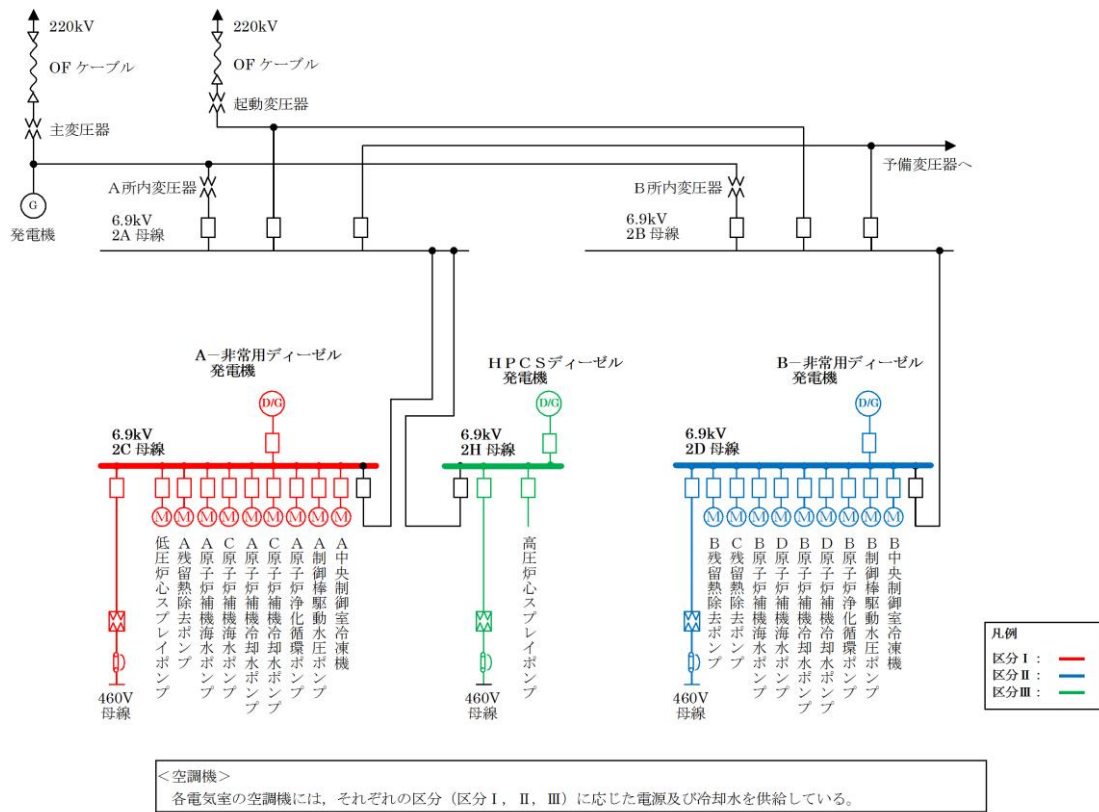 220kV
OF ケーブル
主変圧器
220kV
OF ケーブル
起動変圧器
予備変圧器へ
G
発電機
A所内変圧器
B所内変圧器
6.9kV
2A 母線
6.9kV
2B 母線
A－非常用ディーゼル
発電機
D/G
6.9kV
2C 母線
HPCSディーゼル
発電機
D/G
6.9kV
2H 母線
B－非常用ディーゼル
発電機
D/G
6.9kV
2D 母線
M M M M M M M M M
低圧炉心スプレイポンプ
A残留熱除去ポンプ
A原子炉補機海水ポンプ
C原子炉補機海水ポンプ
A原子炉補機冷却水ポンプ
C原子炉補機冷却水ポンプ
A原子炉浄化循環ポンプ
A制御棒駆動水圧ポンプ
A中央制御室冷凍機
460V
母線
高圧炉心スプレイポンプ
460V
母線
M M M M M M M M M
B残留熱除去ポンプ
C残留熱除去ポンプ
B原子炉補機海水ポンプ
D原子炉補機海水ポンプ
B原子炉補機冷却水ポンプ
D原子炉補機冷却水ポンプ
B原子炉浄化循環ポンプ
B制御棒駆動水圧ポンプ
B中央制御室冷凍機
460V
母線
凡例
区分Ⅰ：
区分Ⅱ：
区分Ⅲ：
＜空調機＞
各電気室の空調機には，それぞれの区分（区分Ⅰ，Ⅱ，Ⅲ）に応じた電源及び冷却水を供給している。